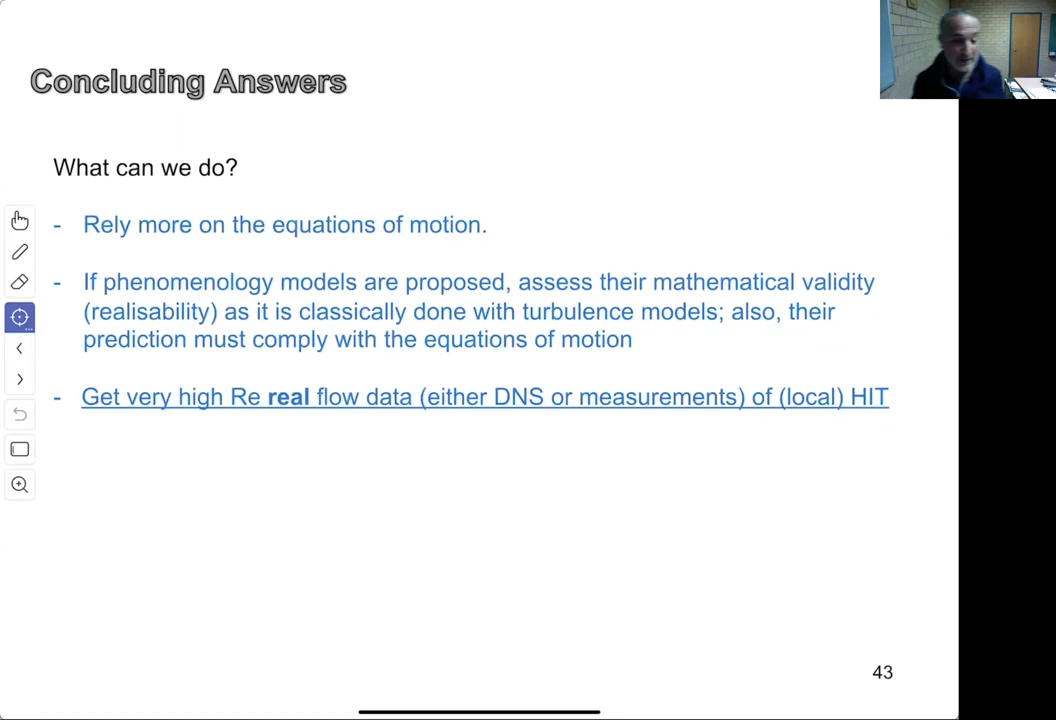 Concluding Answers
What can we do?
- Rely more on the equations of motion.
- If phenomenology models are proposed, assess their mathematical validity
(realisability) as it is classically done with turbulence models; also, their
prediction must comply with the equations of motion
- Get very high Re real flow data (either DNS or measurements) of (local) HIT
43